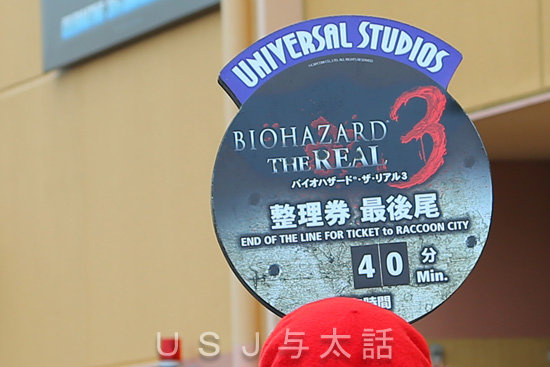 UNIVERSAL STUDIOS
BIOHAZARD
THE REAL 3
バイオハザード®・ザ・リアル3
整理券 最後尾
END OF THE LINE FOR TICKET to RACCOON CITY
40 分
Min.
時間
USJ与太話